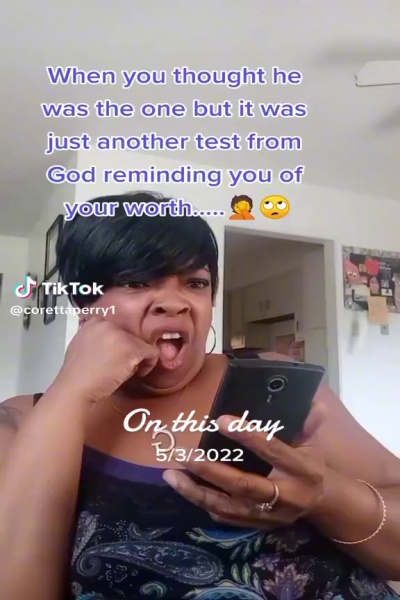 When you thought he
was the one but it was
just another test from
God reminding you of
your worth.....🤦🙄
TikTok
@corettaperry1
On this day
5/3/2022